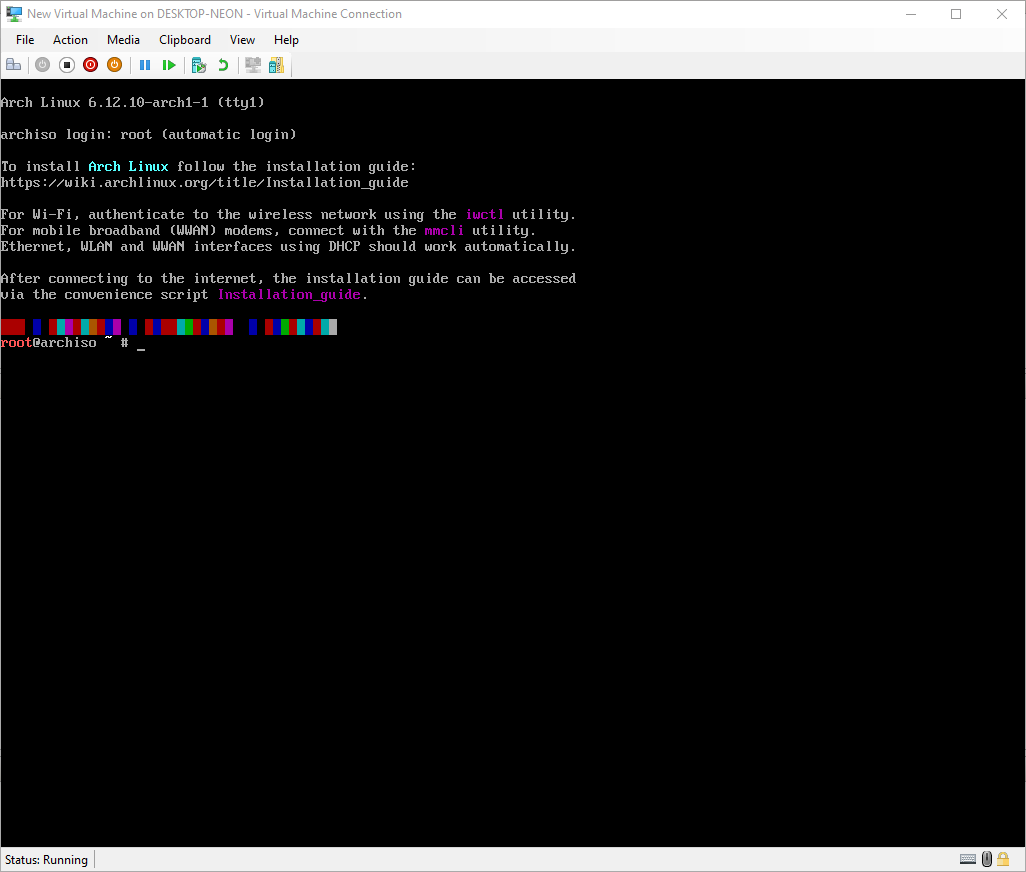 New Virtual Machine on DESKTOP-NEON - Virtual Machine Connection
File Action Media Clipboard View Help
Arch Linux 6.12.10-arch1-1 (tty1)
archiso login: root (automatic login)
To install Arch Linux follow the installation guide:
https://wiki.archlinux.org/title/Installation_guide
For Wi-Fi, authenticate to the wireless network using the iwctl utility.
For mobile broadband (WWAN) modems, connect with the mmcli utility.
Ethernet, WLAN and WWAN interfaces using DHCP should work automatically.
After connecting to the internet, the installation guide can be accessed
via the convenience script Installation_guide.
root@archiso ~ # _
Status: Running